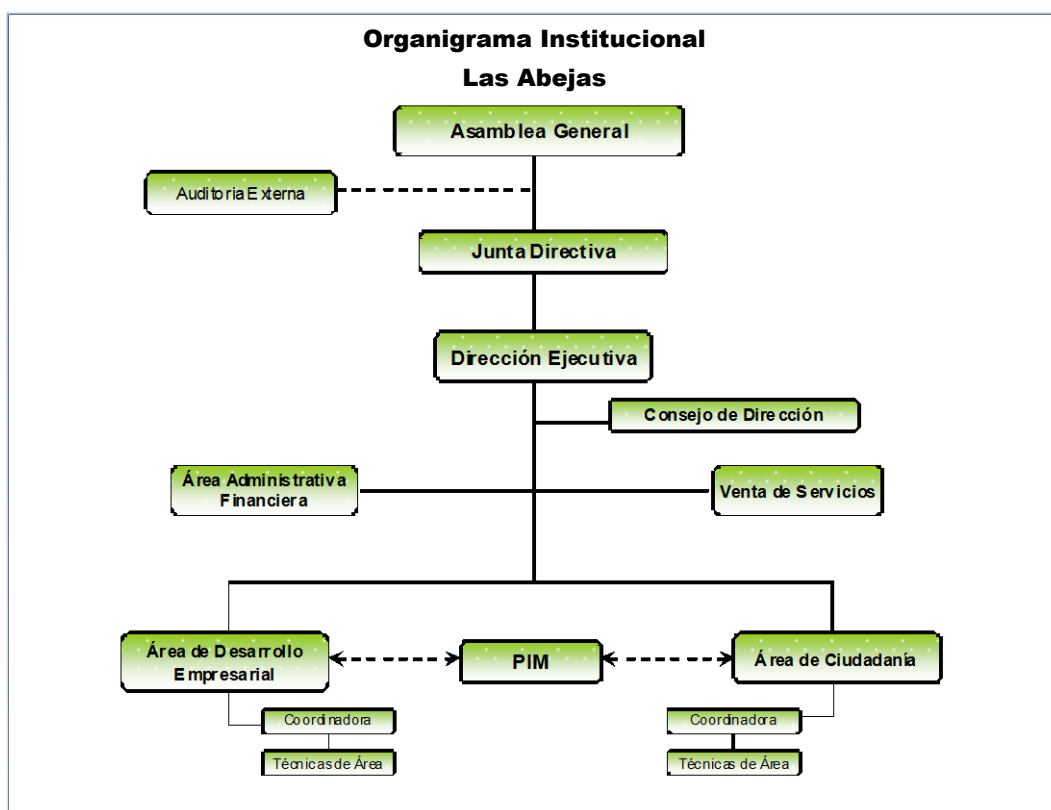 Organigrama Institucional
Las Abejas
Asamblea General
Auditoria Externa
Junta Directiva
Dirección Ejecutiva
Consejo de Dirección
Área Administrativa
Financiera
Venta de Servicios
Área de Desarrollo
Empresarial
PIM
Área de Ciudadanía
Coordinadora
Técnicas de Área
Coordinadora
Técnicas de Área